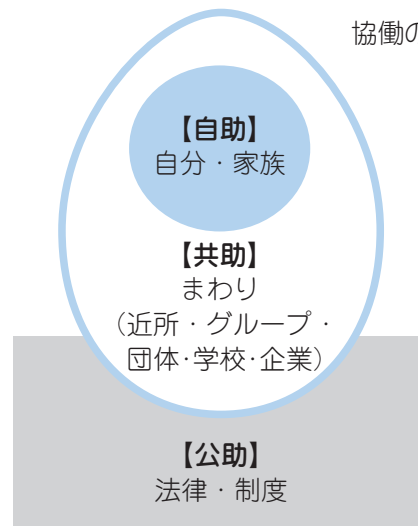 協働の
【自助】
自分・家族
【共助】
まわり
（近所・グループ・
団体・学校・企業）
【公助】
法律・制度